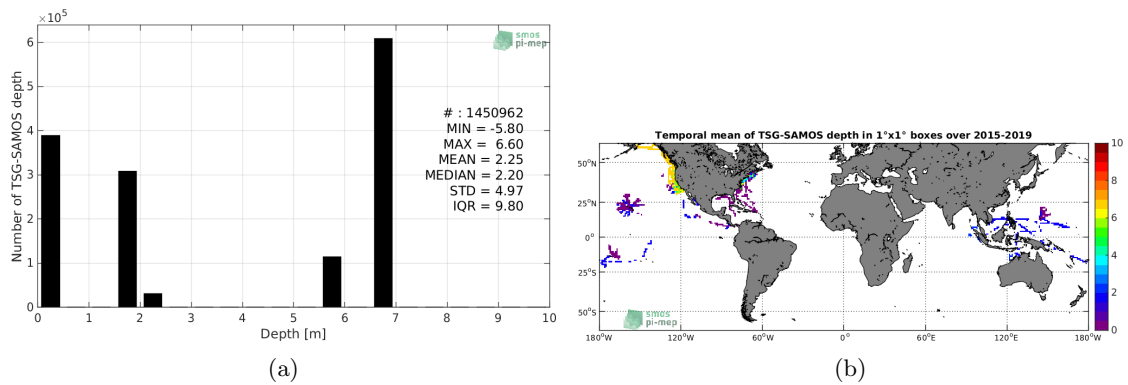 ×10⁵
smos
pi-mep
6
5
4
3
2
1
0
Number of TSG-SAMOS depth
# : 1450962
MIN = -5.80
MAX = 6.60
MEAN = 2.25
MEDIAN = 2.20
STD = 4.97
IQR = 9.80
0 1 2 3 4 5 6 7 8 9 10
Depth [m]
(a)
Temporal mean of TSG-SAMOS depth in 1°x1° boxes over 2015-2019
50°N
25°N
0°
25°S
50°S
smos
pi-mep
180°W 120°W 60°W 0° 60°E 120°E 180°E
10
8
6
4
2
0
(b)